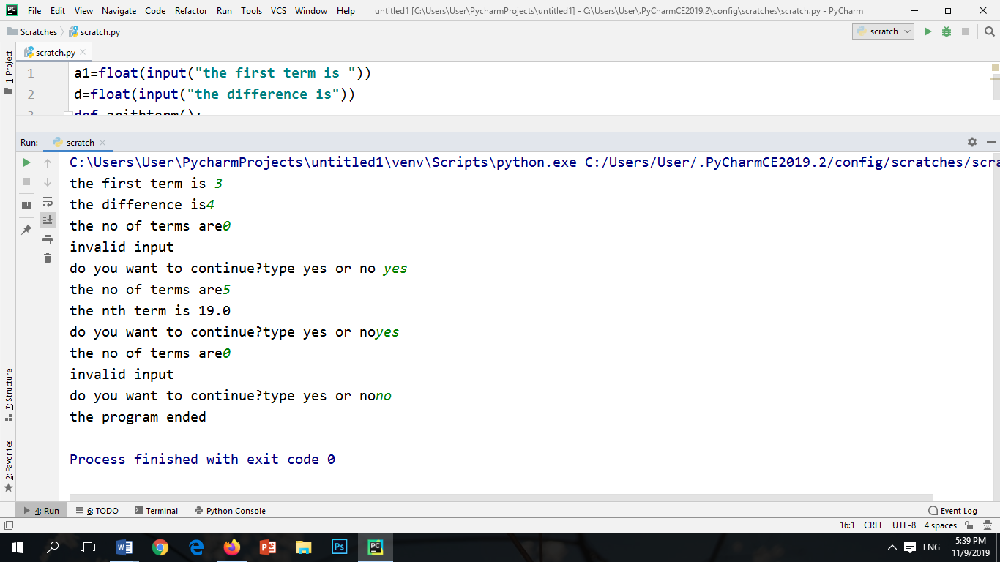 File Edit View Navigate Code Refactor Run Tools VCS Window Help untitled1 [C:\Users\User\PycharmProjects\untitled1] - C:\Users\User\.PyCharmCE2019.2\config\scratches\scratch.py - PyCharm
Scratches scratch.py scratch
1: Project
scratch.py
1 a1=float(input("the first term is "))
2 d=float(input("the difference is"))
3 def arithterm():
Run: scratch
C:\Users\User\PycharmProjects\untitled1\venv\Scripts\python.exe C:/Users/User/.PyCharmCE2019.2/config/scratches/scra
the first term is 3
the difference is4
the no of terms are0
invalid input
do you want to continue?type yes or no yes
the no of terms are5
the nth term is 19.0
do you want to continue?type yes or noyes
the no of terms are0
invalid input
do you want to continue?type yes or nono
the program ended
Process finished with exit code 0
7: Structure
2: Favorites
4: Run 6: TODO Terminal Python Console Event Log
16:1 CRLF UTF-8 4 spaces
ENG 5:39 PM
11/9/2019